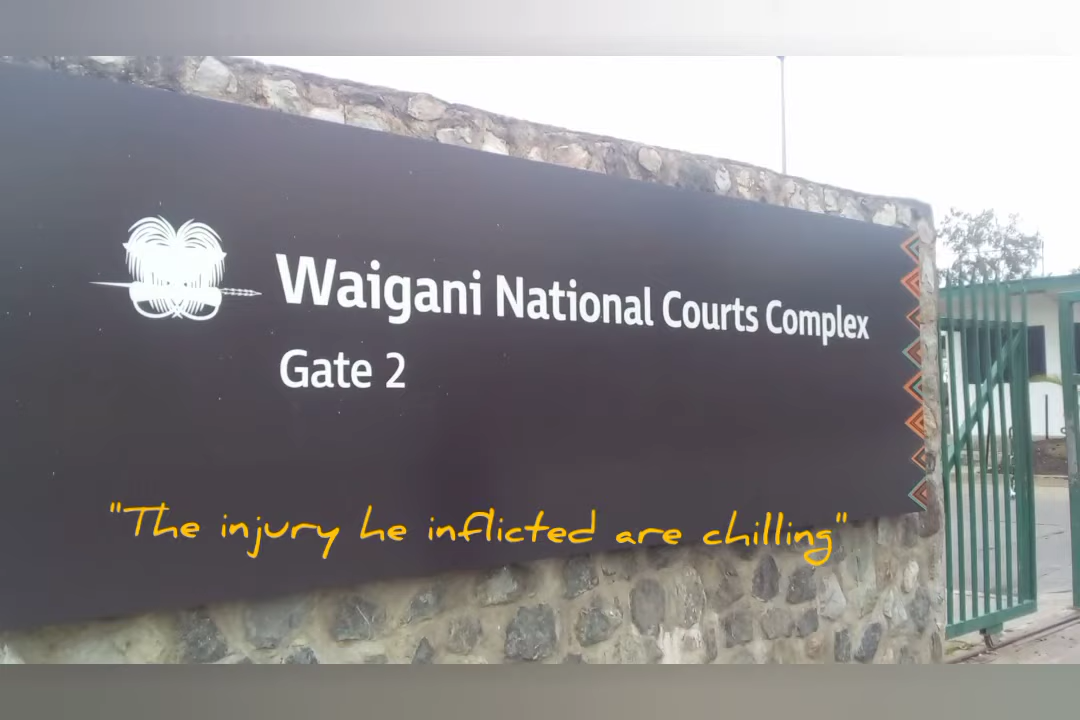 Waigani National Courts Complex
Gate 2
"The injury he inflicted are chilling"